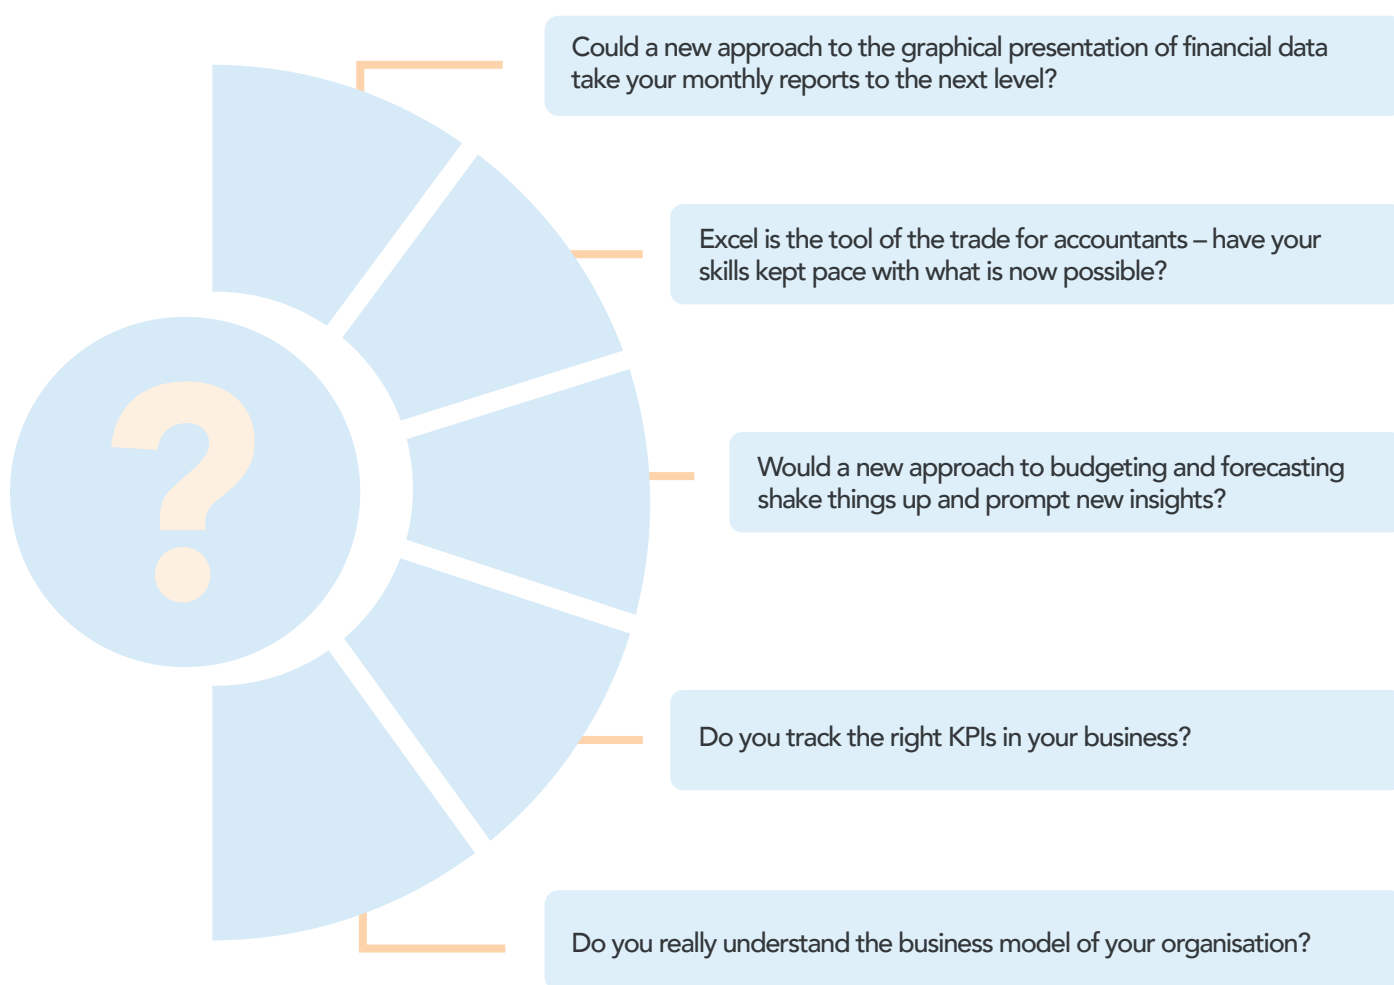 Could a new approach to the graphical presentation of financial data
take your monthly reports to the next level?
Excel is the tool of the trade for accountants – have your
skills kept pace with what is now possible?
?
Would a new approach to budgeting and forecasting
shake things up and prompt new insights?
Do you track the right KPIs in your business?
Do you really understand the business model of your organisation?